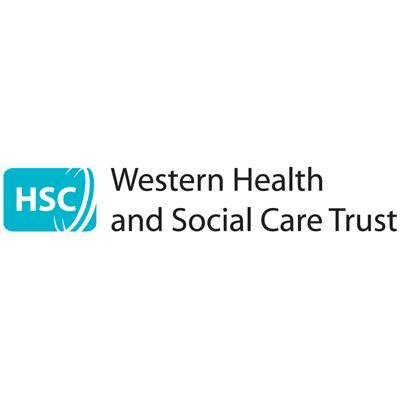 HSC
Western Health
and Social Care Trust